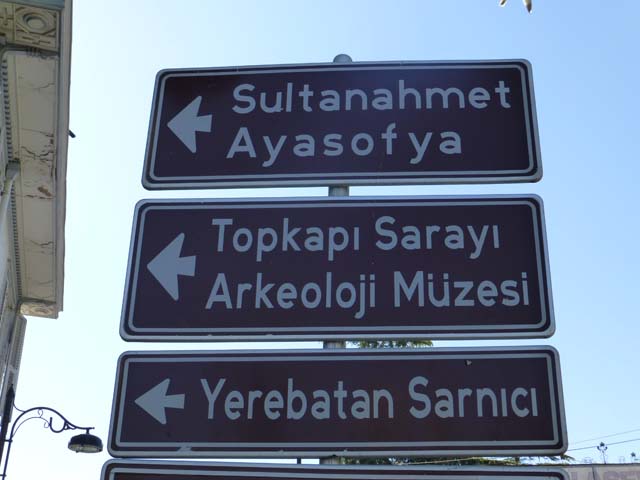 Sultanahmet
Ayasofya
Topkapı Sarayı
Arkeoloji Müzesi
Yerebatan Sarnıcı